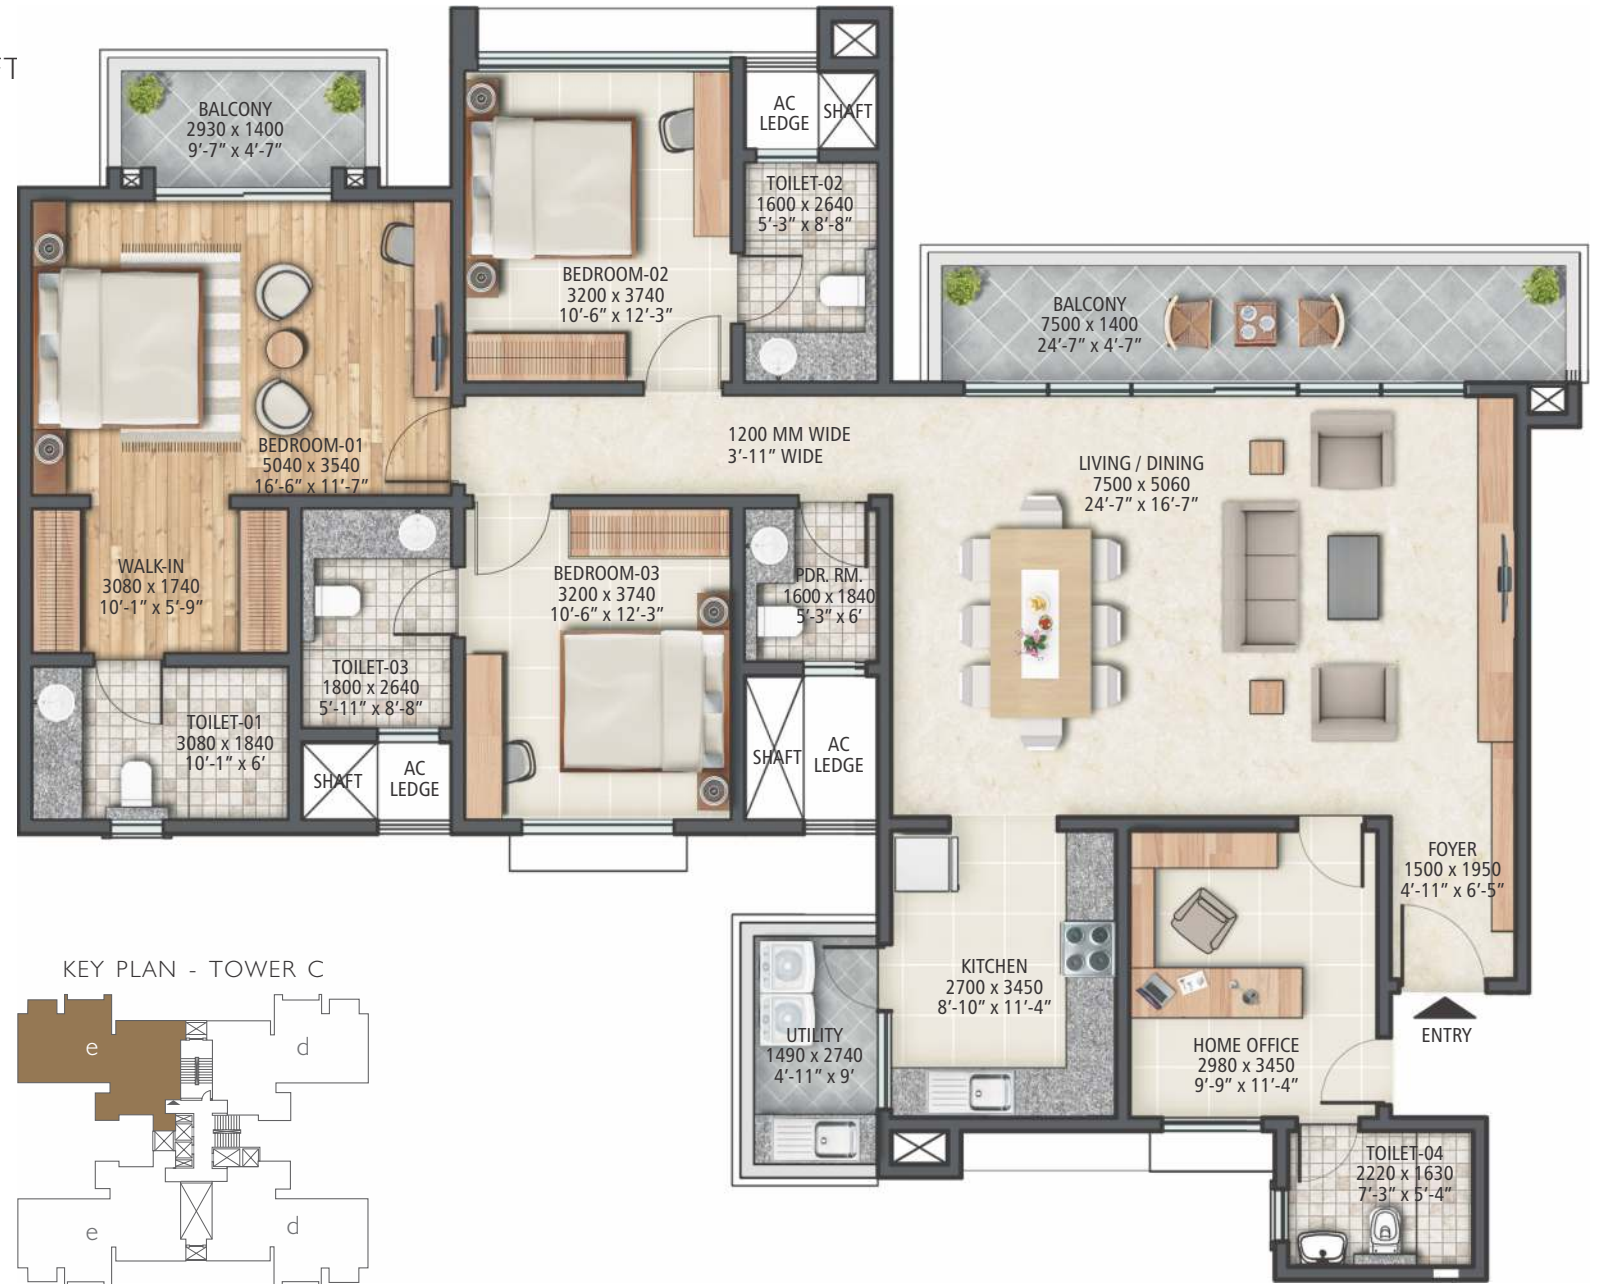 FT
BALCONY
2930 x 1400
9'-7" x 4'-7"
AC
LEDGE
SHAFT
TOILET-02
1600 x 2640
5'-3" x 8'-8"
BEDROOM-02
3200 x 3740
10'-6" x 12'-3"
BALCONY
7500 x 1400
24'-7" x 4'-7"
BEDROOM-01
5040 x 3540
16'-6" x 11'-7"
1200 MM WIDE
3'-11" WIDE
LIVING / DINING
7500 x 5060
24'-7" x 16'-7"
WALK-IN
3080 x 1740
10'-1" x 5'-9"
BEDROOM-03
3200 x 3740
10'-6" x 12'-3"
PDR. RM.
1600 x 1840
5'-3" x 6'
TOILET-03
1800 x 2640
5'-11" x 8'-8"
TOILET-01
3080 x 1840
10'-1" x 6'
SHAFT
AC
LEDGE
SHAFT
AC
LEDGE
FOYER
1500 x 1950
4'-11" x 6'-5"
KITCHEN
2700 x 3450
8'-10" x 11'-4"
UTILITY
1490 x 2740
4'-11" x 9'
HOME OFFICE
2980 x 3450
9'-9" x 11'-4"
ENTRY
TOILET-04
2220 x 1630
7'-3" x 5'-4"
KEY PLAN - TOWER C
e
d
e
d